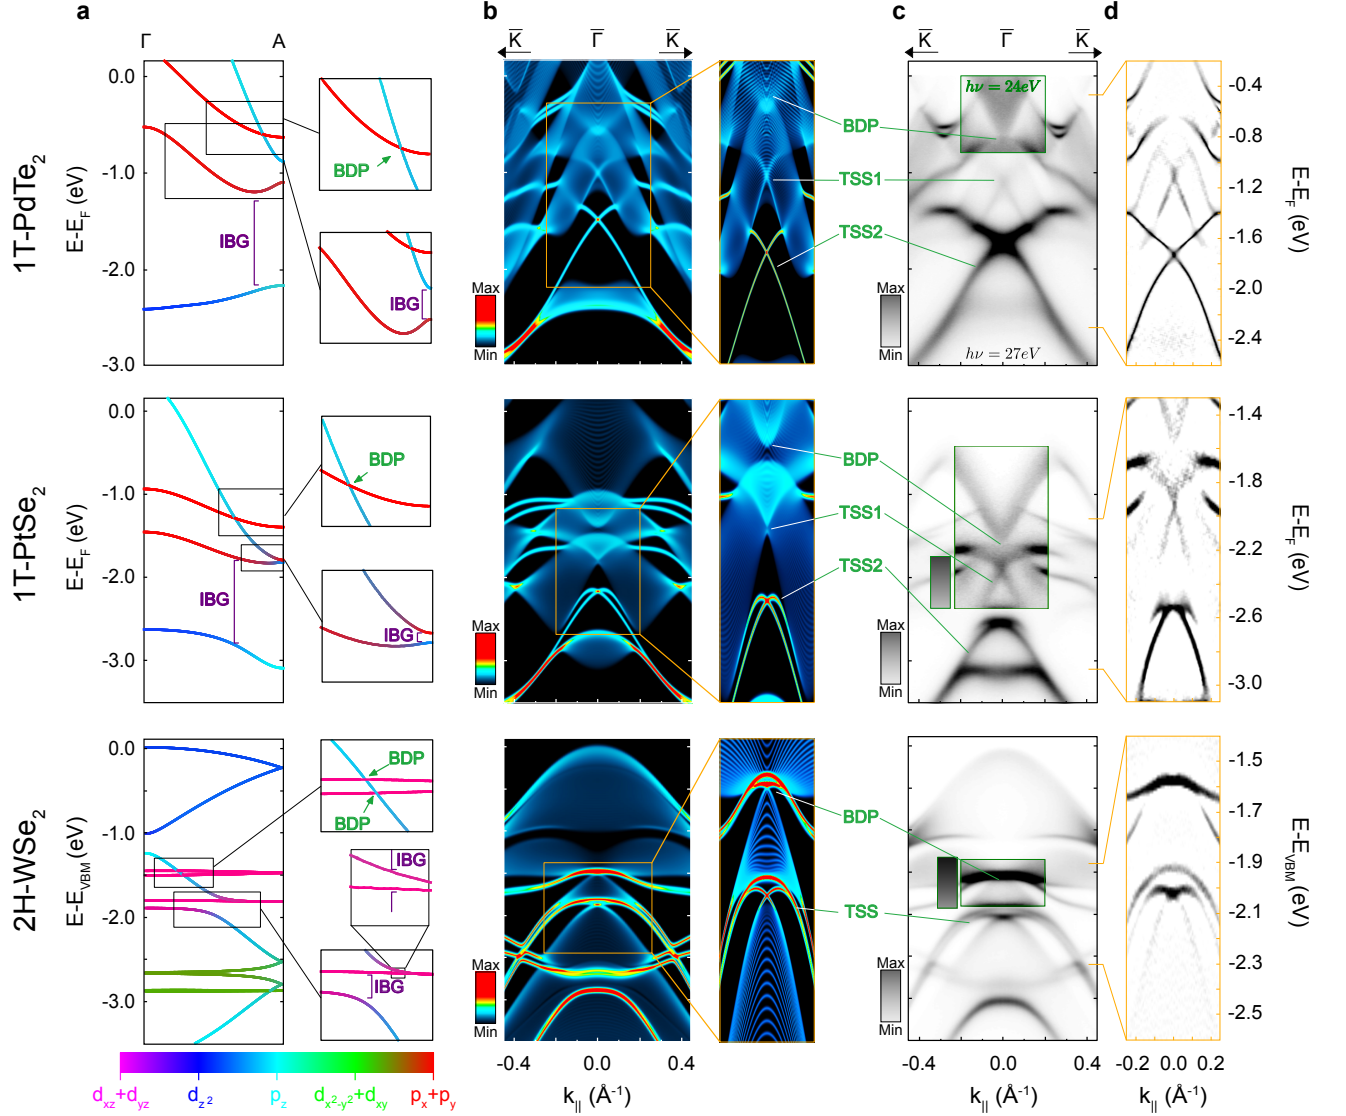 a
b
c
d
Γ
A
K̅
Γ̅
K̅
K̅
Γ̅
K̅
1T-PdTe2
E-EF (eV)
0.0
-1.0
-2.0
-3.0
IBG
BDP
IBG
Max
Min
BDP
TSS1
TSS2
hν = 24eV
hν = 27eV
Max
Min
-0.4
-0.8
-1.2
-1.6
-2.0
-2.4
E-EF (eV)
1T-PtSe2
E-EF (eV)
0.0
-1.0
-2.0
-3.0
IBG
BDP
IBG
Max
Min
BDP
TSS1
TSS2
Max
Min
-1.4
-1.8
-2.2
-2.6
-3.0
E-EF (eV)
2H-WSe2
E-EVBM (eV)
0.0
-1.0
-2.0
-3.0
BDP
BDP
IBG
IBG
Max
Min
BDP
TSS
Max
Min
-1.5
-1.7
-1.9
-2.1
-2.3
-2.5
E-EVBM (eV)
dxz+dyz
dz2
pz
dx2-y2+dxy
px+py
-0.4
0.0
0.4
k|| (Å-1)
-0.4
0.0
0.4
k|| (Å-1)
-0.2
0.0
0.2
k|| (Å-1)